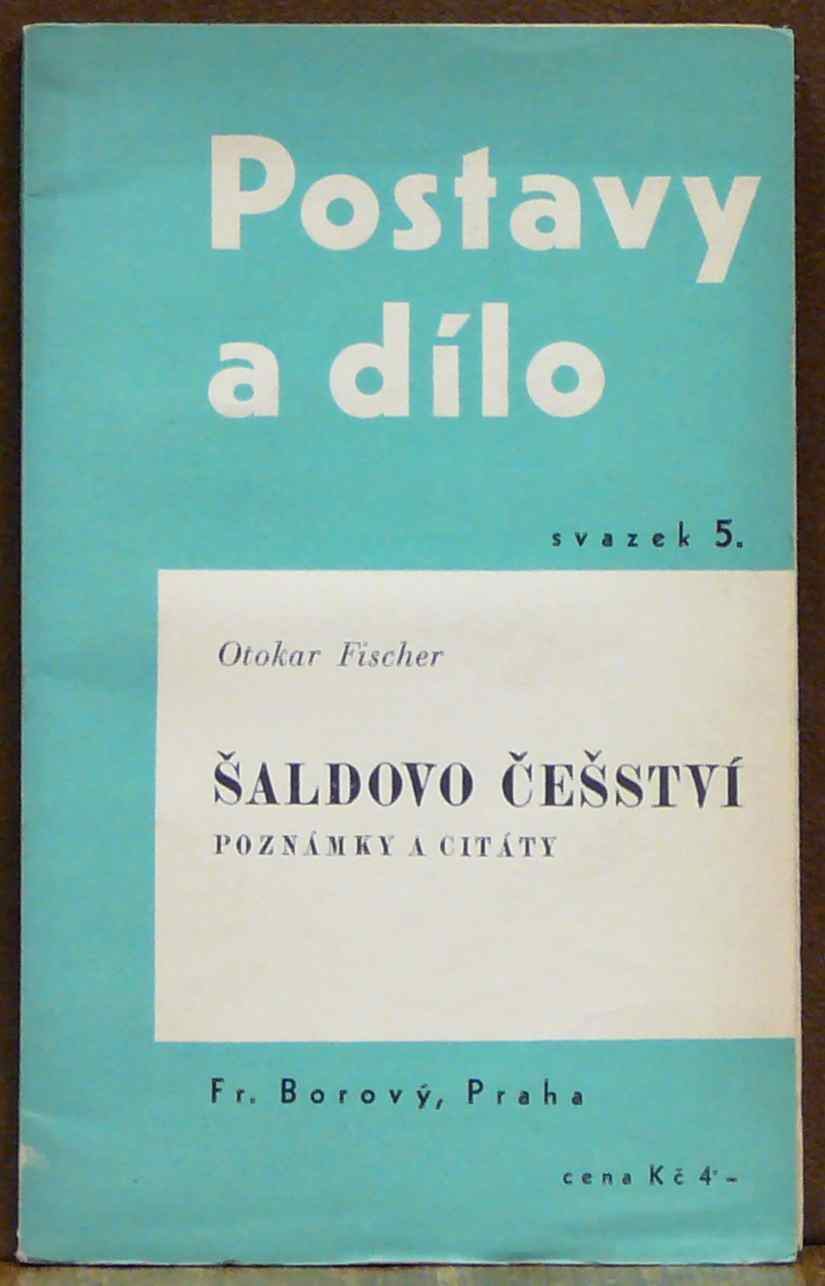 Postavy
a dílo
svazek 5.
Otokar Fischer
ŠALDOVO ČEŠSTVÍ
POZNÁMKY A CITÁTY
Fr. Borový, Praha
cena Kč 4·-